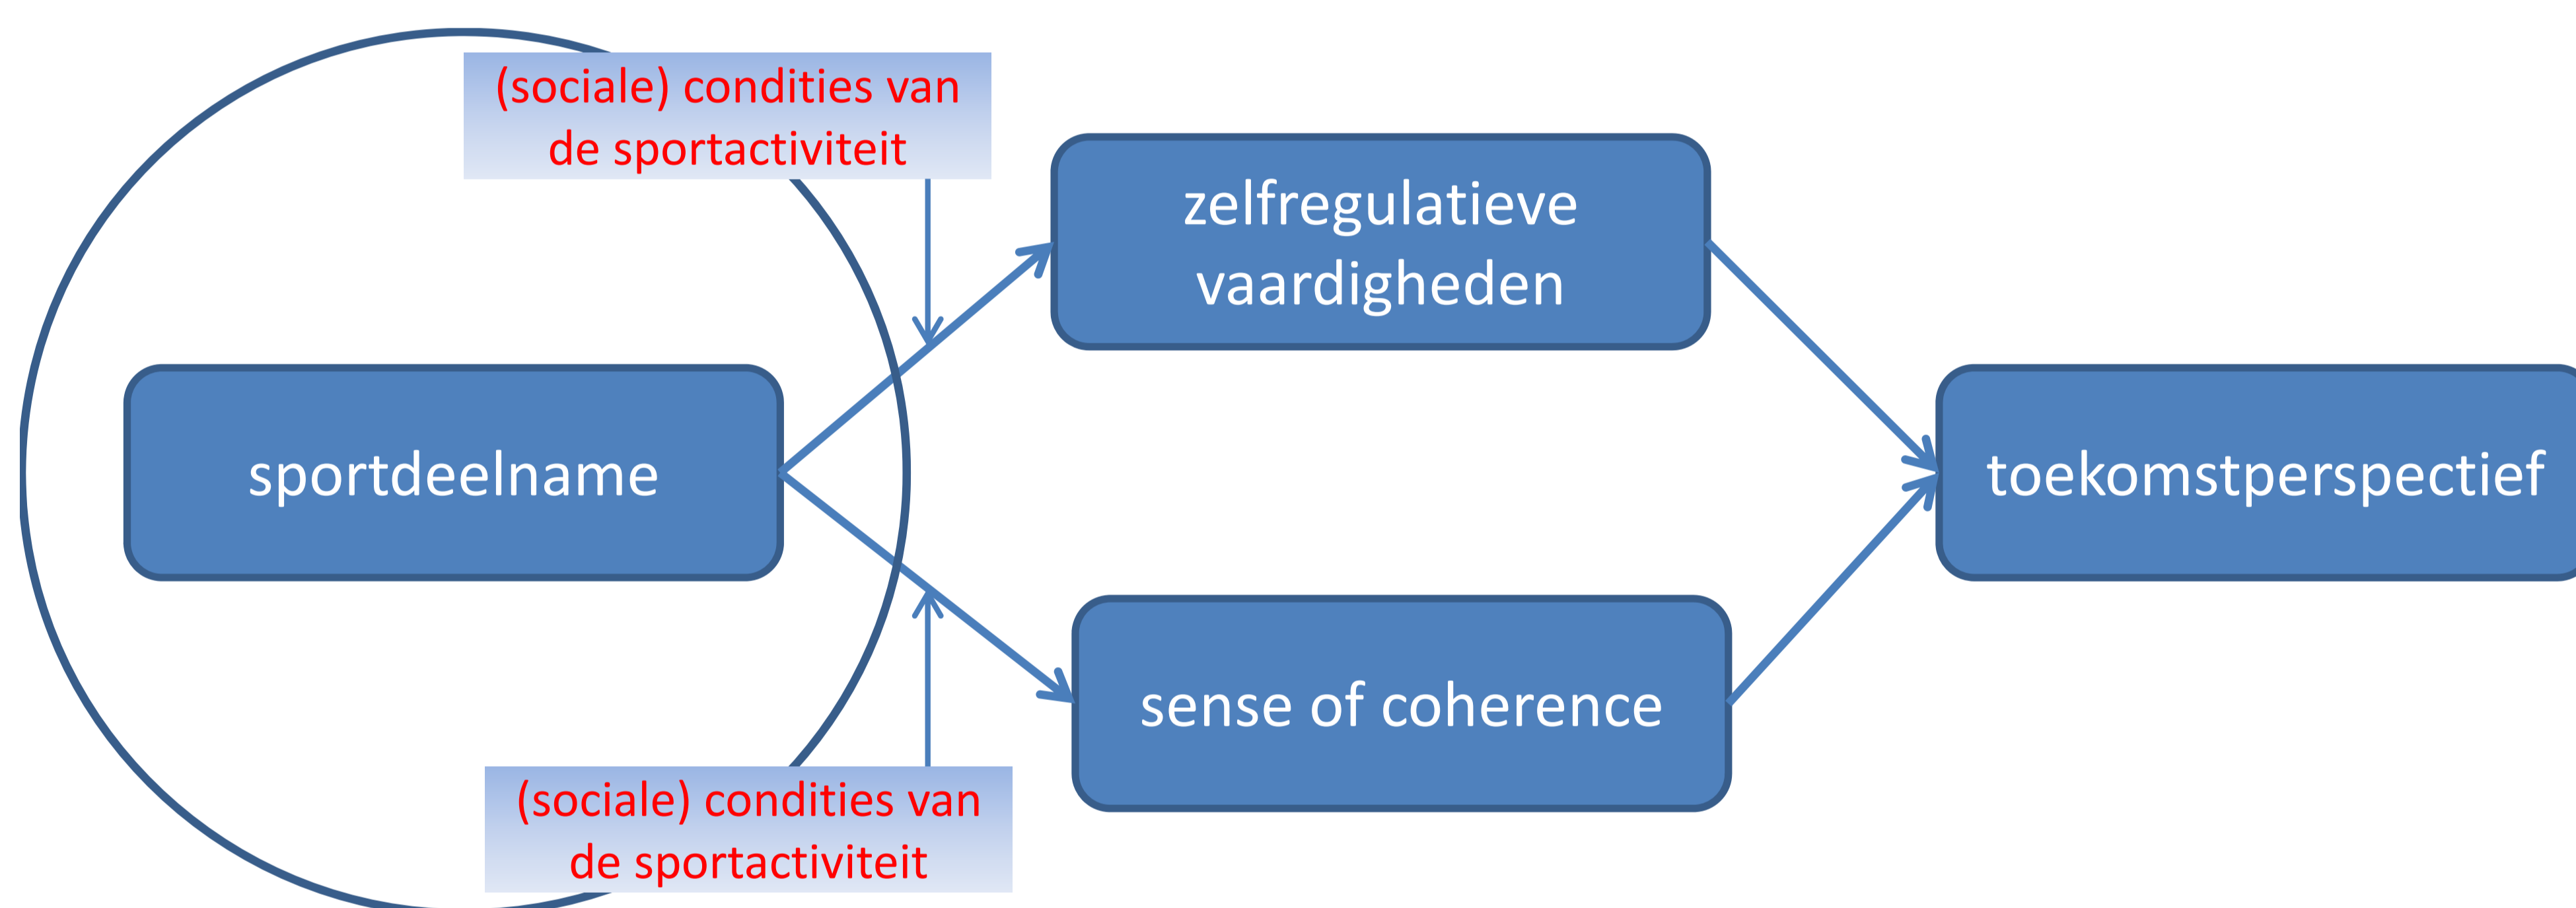 (sociale) condities van
de sportactiviteit
zelfregulatieve
vaardigheden
sportdeelname
toekomstperspectief
sense of coherence
(sociale) condities van
de sportactiviteit